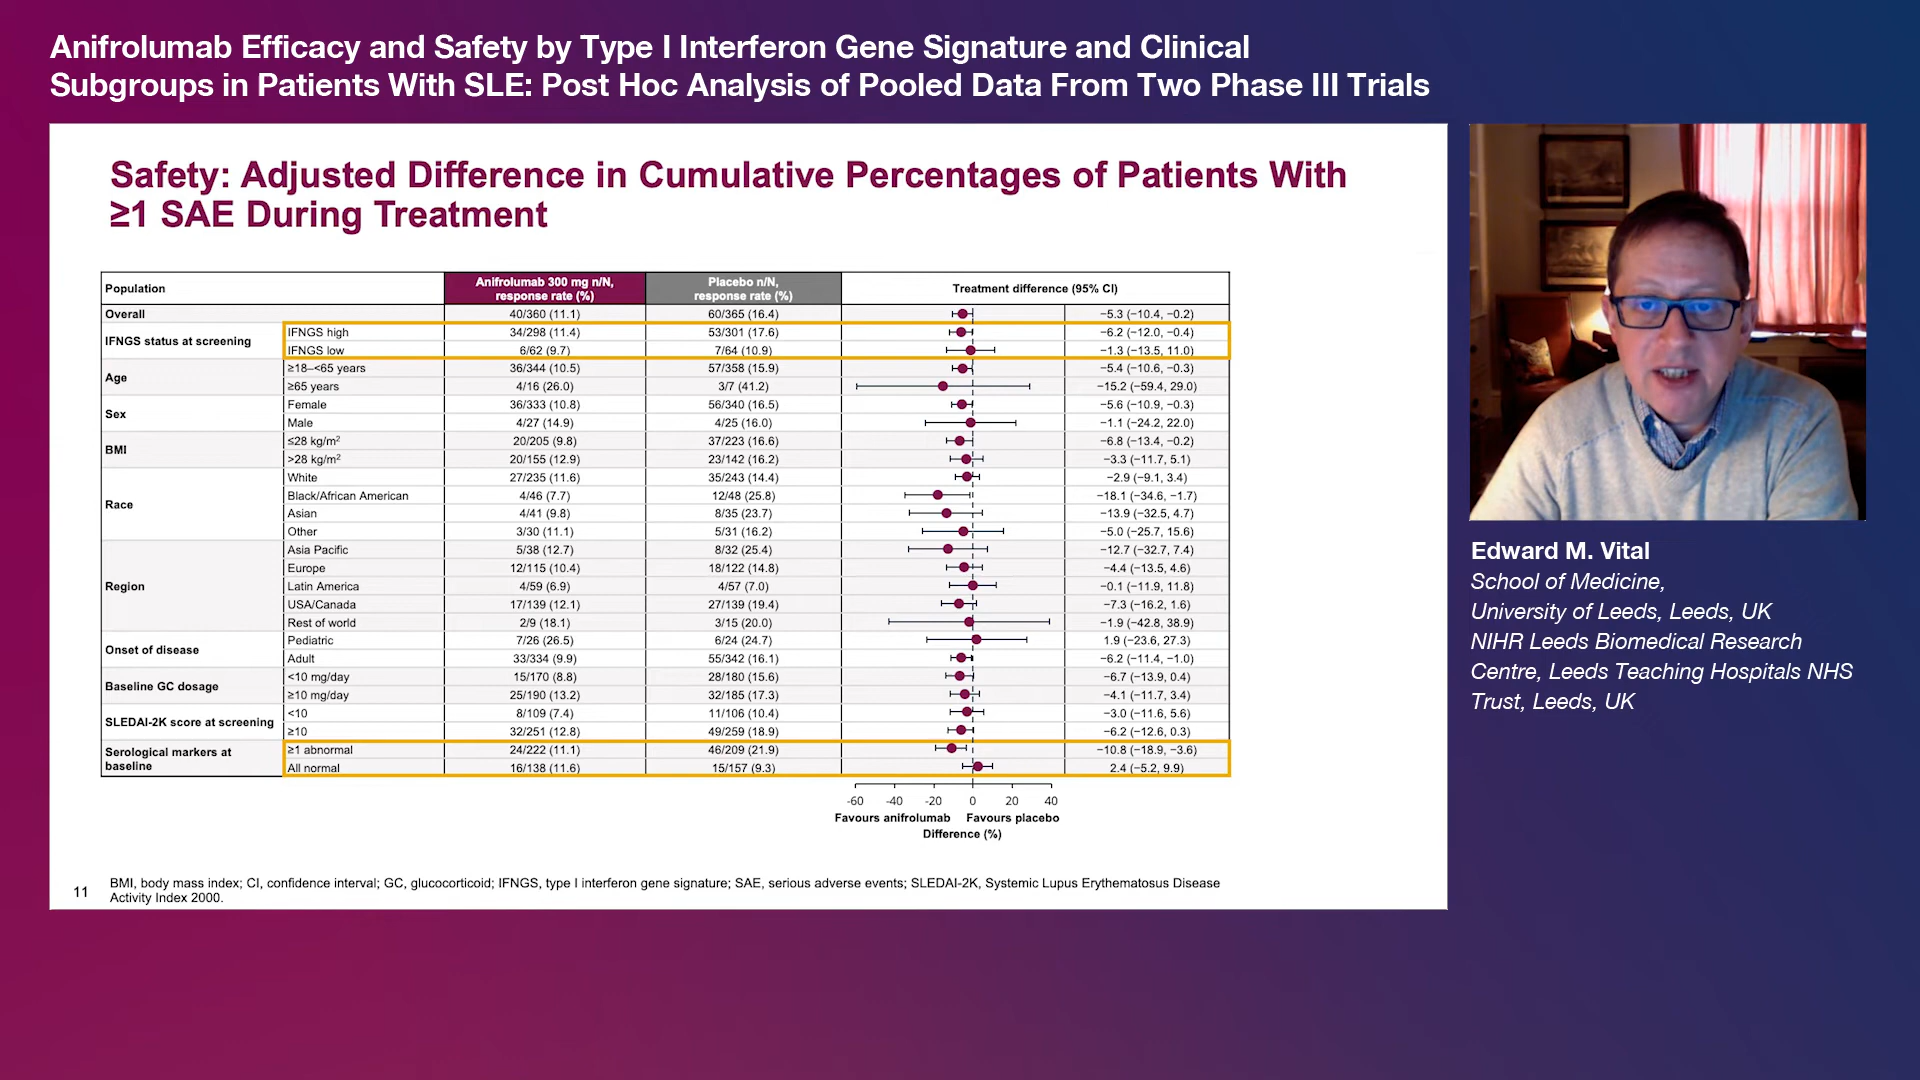 Anifrolumab Efficacy and Safety by Type I Interferon Gene Signature and Clinical
Subgroups in Patients With SLE: Post Hoc Analysis of Pooled Data From Two Phase III Trials
Safety: Adjusted Difference in Cumulative Percentages of Patients With
≥1 SAE During Treatment
Population
Anifrolumab 300 mg n/N,
response rate (%)
Placebo n/N,
response rate (%)
Treatment difference (95% CI)
Overall 40/360 (11.1) 60/365 (16.4) −5.3 (−10.4, −0.2)
IFNGS status at screening
IFNGS high 34/298 (11.4) 53/301 (17.6) −6.2 (−12.0, −0.4)
IFNGS low 6/62 (9.7) 7/64 (10.9) −1.3 (−13.5, 11.0)
Age
≥18–<65 years 36/344 (10.5) 57/358 (15.9) −5.4 (−10.6, −0.3)
≥65 years 4/16 (26.0) 3/7 (41.2) −15.2 (−59.4, 29.0)
Sex
Female 36/333 (10.8) 56/340 (16.5) −5.6 (−10.9, −0.3)
Male 4/27 (14.9) 4/25 (16.0) −1.1 (−24.2, 22.0)
BMI
≤28 kg/m² 20/205 (9.8) 37/223 (16.6) −6.8 (−13.4, −0.2)
>28 kg/m² 20/155 (12.9) 23/142 (16.2) −3.3 (−11.7, 5.1)
Race
White 27/235 (11.6) 35/243 (14.4) −2.9 (−9.1, 3.4)
Black/African American 4/46 (7.7) 12/48 (25.8) −18.1 (−34.6, −1.7)
Asian 4/41 (9.8) 8/35 (23.7) −13.9 (−32.5, 4.7)
Other 3/30 (11.1) 5/31 (16.2) −5.0 (−25.7, 15.6)
Region
Asia Pacific 5/38 (12.7) 8/32 (25.4) −12.7 (−32.7, 7.4)
Europe 12/115 (10.4) 18/122 (14.8) −4.4 (−13.5, 4.6)
Latin America 4/59 (6.9) 4/57 (7.0) −0.1 (−11.9, 11.8)
USA/Canada 17/139 (12.1) 27/139 (19.4) −7.3 (−16.2, 1.6)
Rest of world 2/9 (18.1) 3/15 (20.0) −1.9 (−42.8, 38.9)
Onset of disease
Pediatric 7/26 (26.5) 6/24 (24.7) 1.9 (−23.6, 27.3)
Adult 33/334 (9.9) 55/342 (16.1) −6.2 (−11.4, −1.0)
Baseline GC dosage
<10 mg/day 15/170 (8.8) 28/180 (15.6) −6.7 (−13.9, 0.4)
≥10 mg/day 25/190 (13.2) 32/185 (17.3) −4.1 (−11.7, 3.4)
SLEDAI-2K score at screening
<10 8/109 (7.4) 11/106 (10.4) −3.0 (−11.6, 5.6)
≥10 32/251 (12.8) 49/259 (18.9) −6.2 (−12.6, 0.3)
Serological markers at
baseline
≥1 abnormal 24/222 (11.1) 46/209 (21.9) −10.8 (−18.9, −3.6)
All normal 16/138 (11.6) 15/157 (9.3) 2.4 (−5.2, 9.9)
-60 -40 -20 0 20 40
Favours anifrolumab Favours placebo
Difference (%)
11
BMI, body mass index; CI, confidence interval; GC, glucocorticoid; IFNGS, type I interferon gene signature; SAE, serious adverse events; SLEDAI-2K, Systemic Lupus Erythematosus Disease
Activity Index 2000.
Edward M. Vital
School of Medicine,
University of Leeds, Leeds, UK
NIHR Leeds Biomedical Research
Centre, Leeds Teaching Hospitals NHS
Trust, Leeds, UK